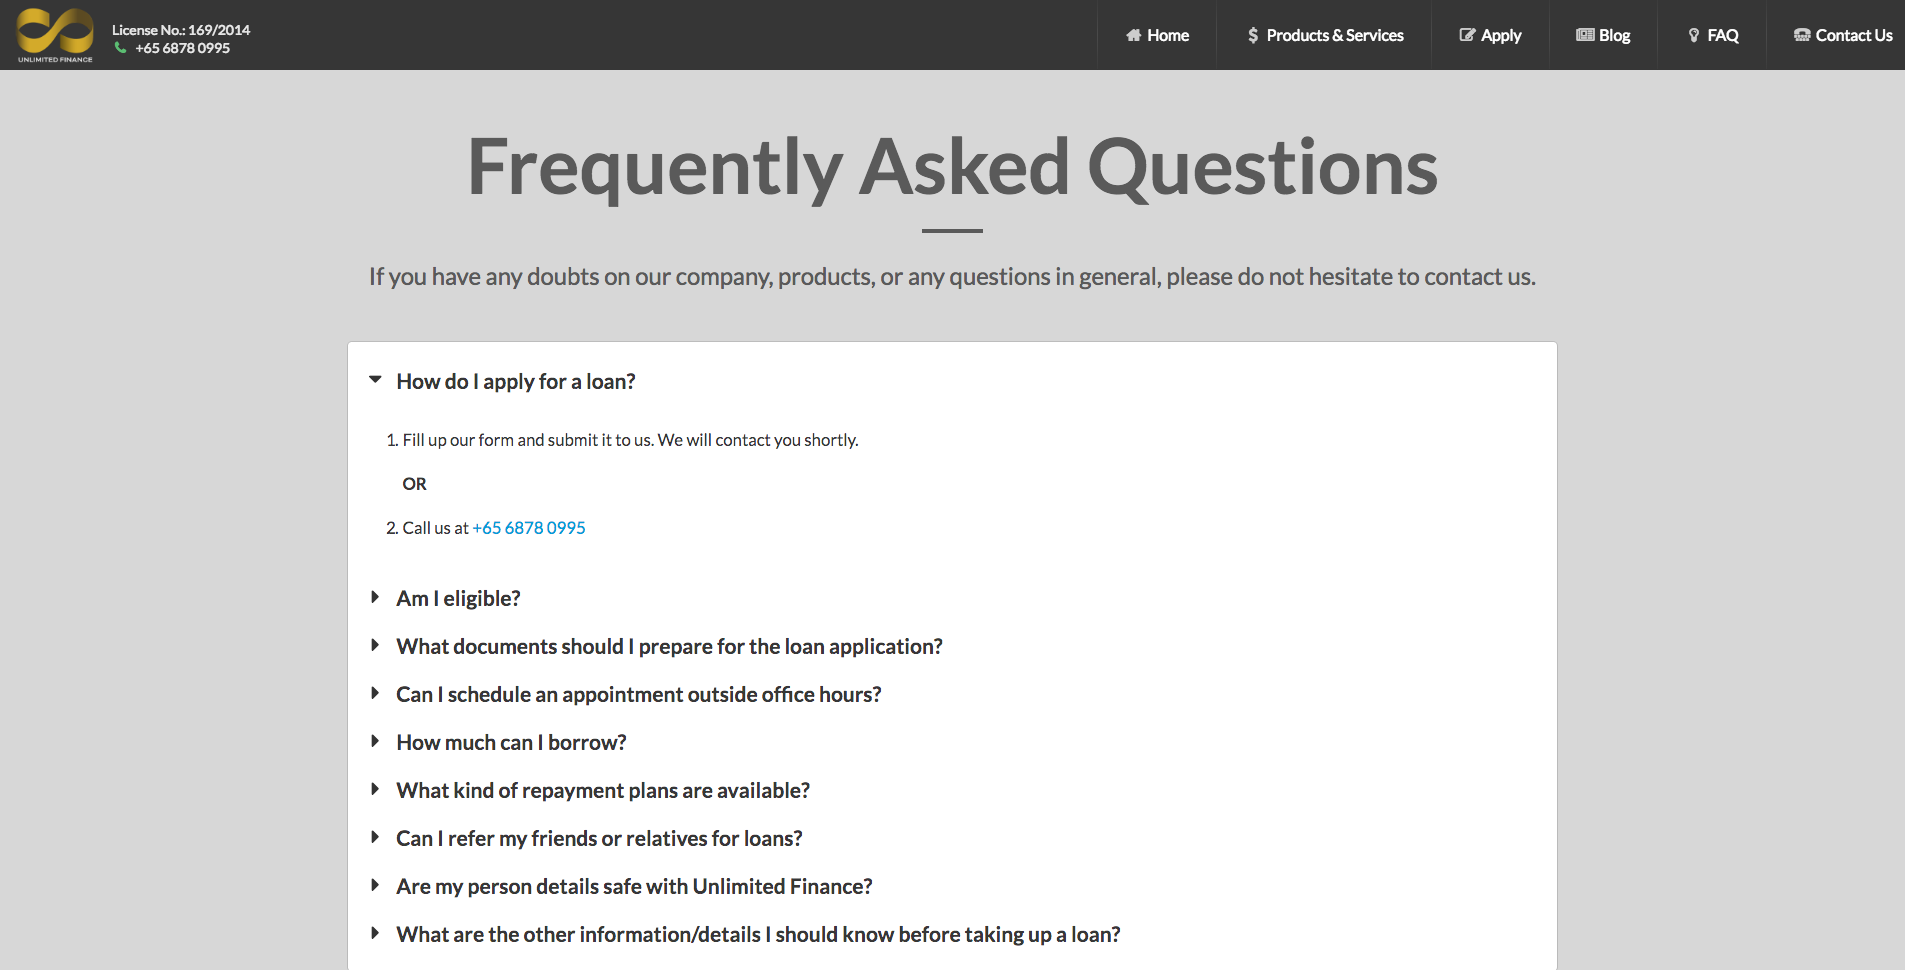 License No.: 169/2014
+65 6878 0995
UNLIMITED FINANCE
Home
Products & Services
Apply
Blog
FAQ
Contact Us
Frequently Asked Questions
If you have any doubts on our company, products, or any questions in general, please do not hesitate to contact us.
How do I apply for a loan?
1. Fill up our form and submit it to us. We will contact you shortly.
OR
2. Call us at +65 6878 0995
Am I eligible?
What documents should I prepare for the loan application?
Can I schedule an appointment outside office hours?
How much can I borrow?
What kind of repayment plans are available?
Can I refer my friends or relatives for loans?
Are my person details safe with Unlimited Finance?
What are the other information/details I should know before taking up a loan?